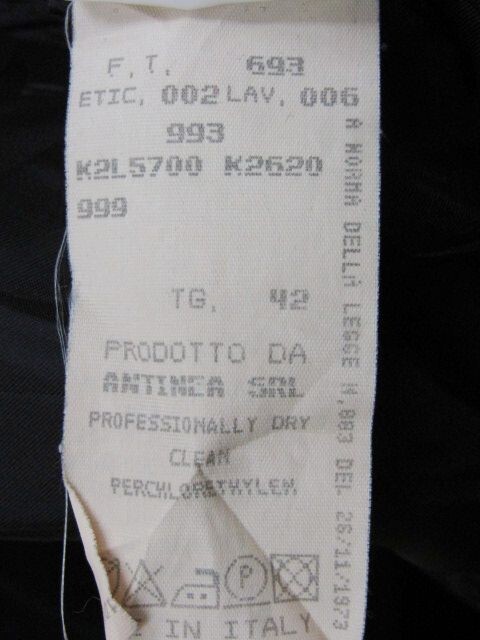 F.T. 693
ETIC. 002 LAV. 006
993
K2L5700 K2620
999
TG. 42
PRODOTTO DA
ANTINEA SRL
PROFESSIONALLY DRY
CLEAN
PERCHLORETHYLEN
P
IN ITALY
A NORMA DELLA LEGGE N.883 DEL 26/11/1973